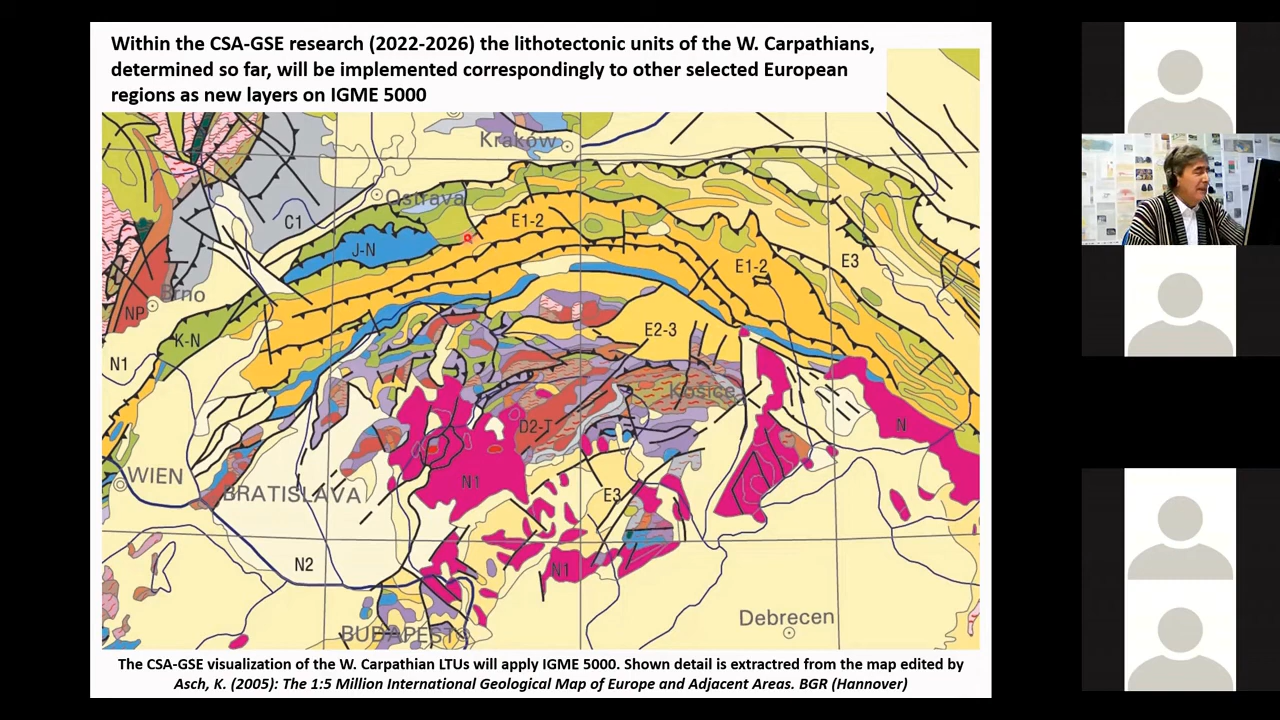 Within the CSA-GSE research (2022-2026) the lithotectonic units of the W. Carpathians,
determined so far, will be implemented correspondingly to other selected European
regions as new layers on IGME 5000
Kraków
Ostrava
C1
E1-2
J-N
E1-2
E3
Brno
NP
K-N
E2-3
N1
Košice
D2-T
N
WIEN
BRATISLAVA
N1
E3
N2
N1
Debrecen
BUDAPEST
The CSA-GSE visualization of the W. Carpathian LTUs will apply IGME 5000. Shown detail is extractred from the map edited by
Asch, K. (2005): The 1:5 Million International Geological Map of Europe and Adjacent Areas. BGR (Hannover)